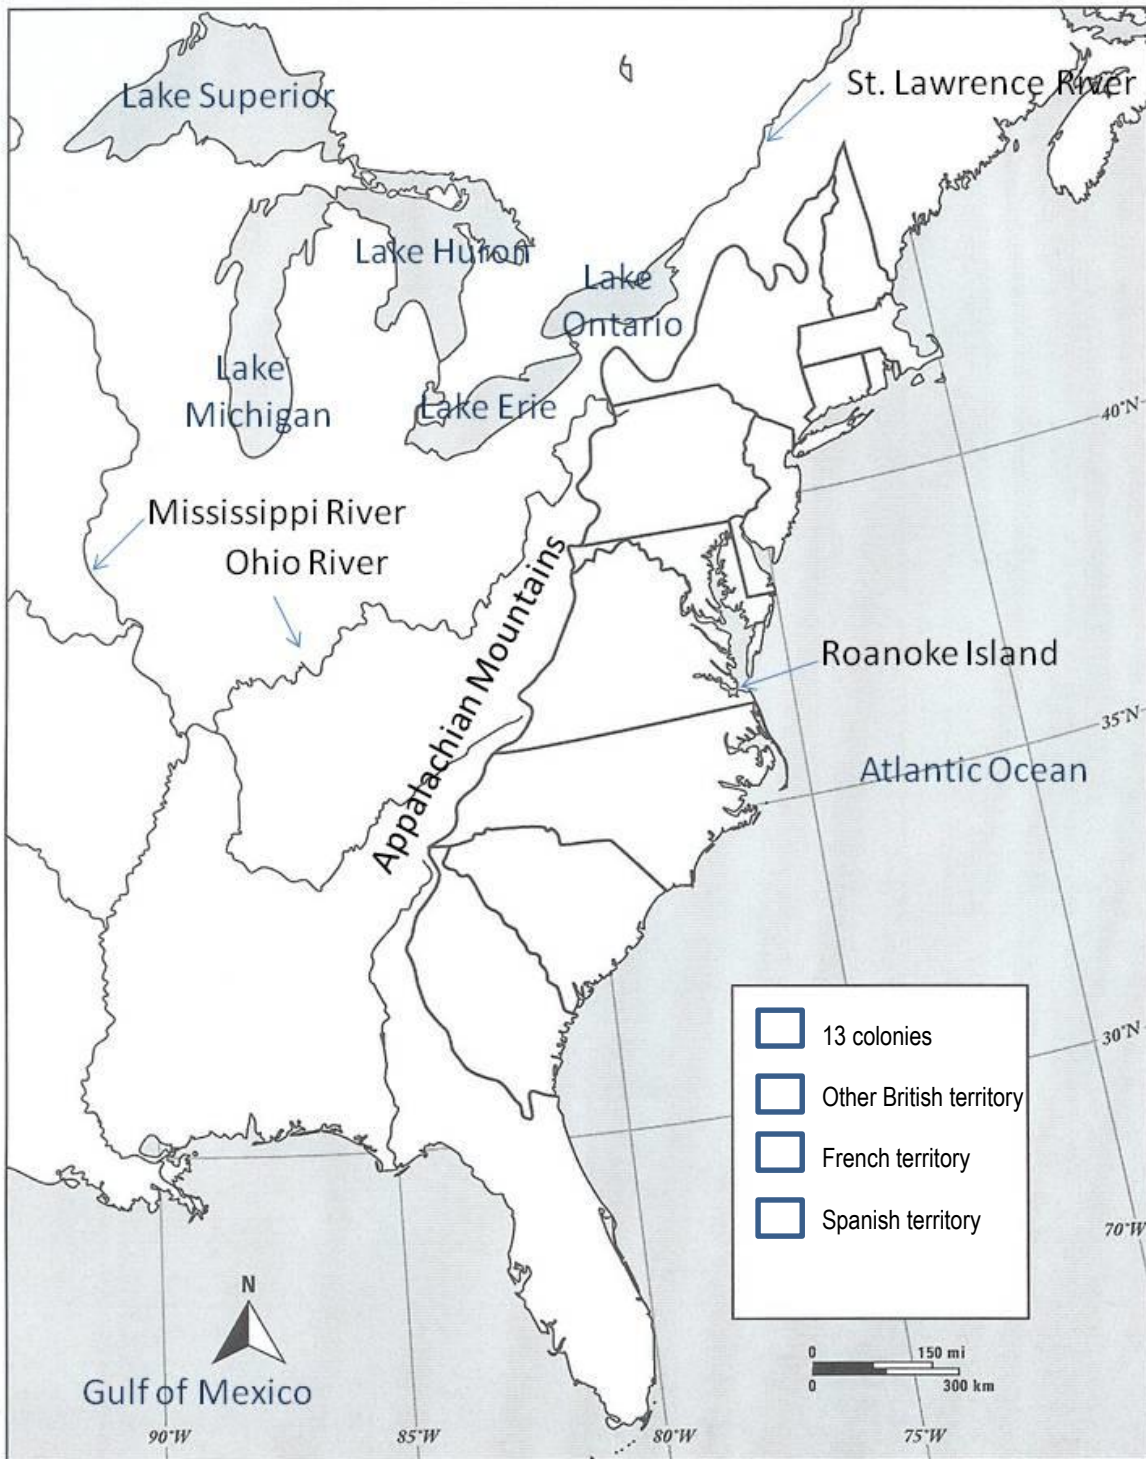 St. Lawrence River
Lake Superior
Lake Huron
Lake
Ontario
Lake
Michigan
Lake Erie
40°N
Mississippi River
Ohio River
Appalachian Mountains
Roanoke Island
35°N
Atlantic Ocean
13 colonies
Other British territory
French territory
Spanish territory
30°N
70°W
N
0 150 mi
0 300 km
Gulf of Mexico
90°W 85°W 80°W 75°W